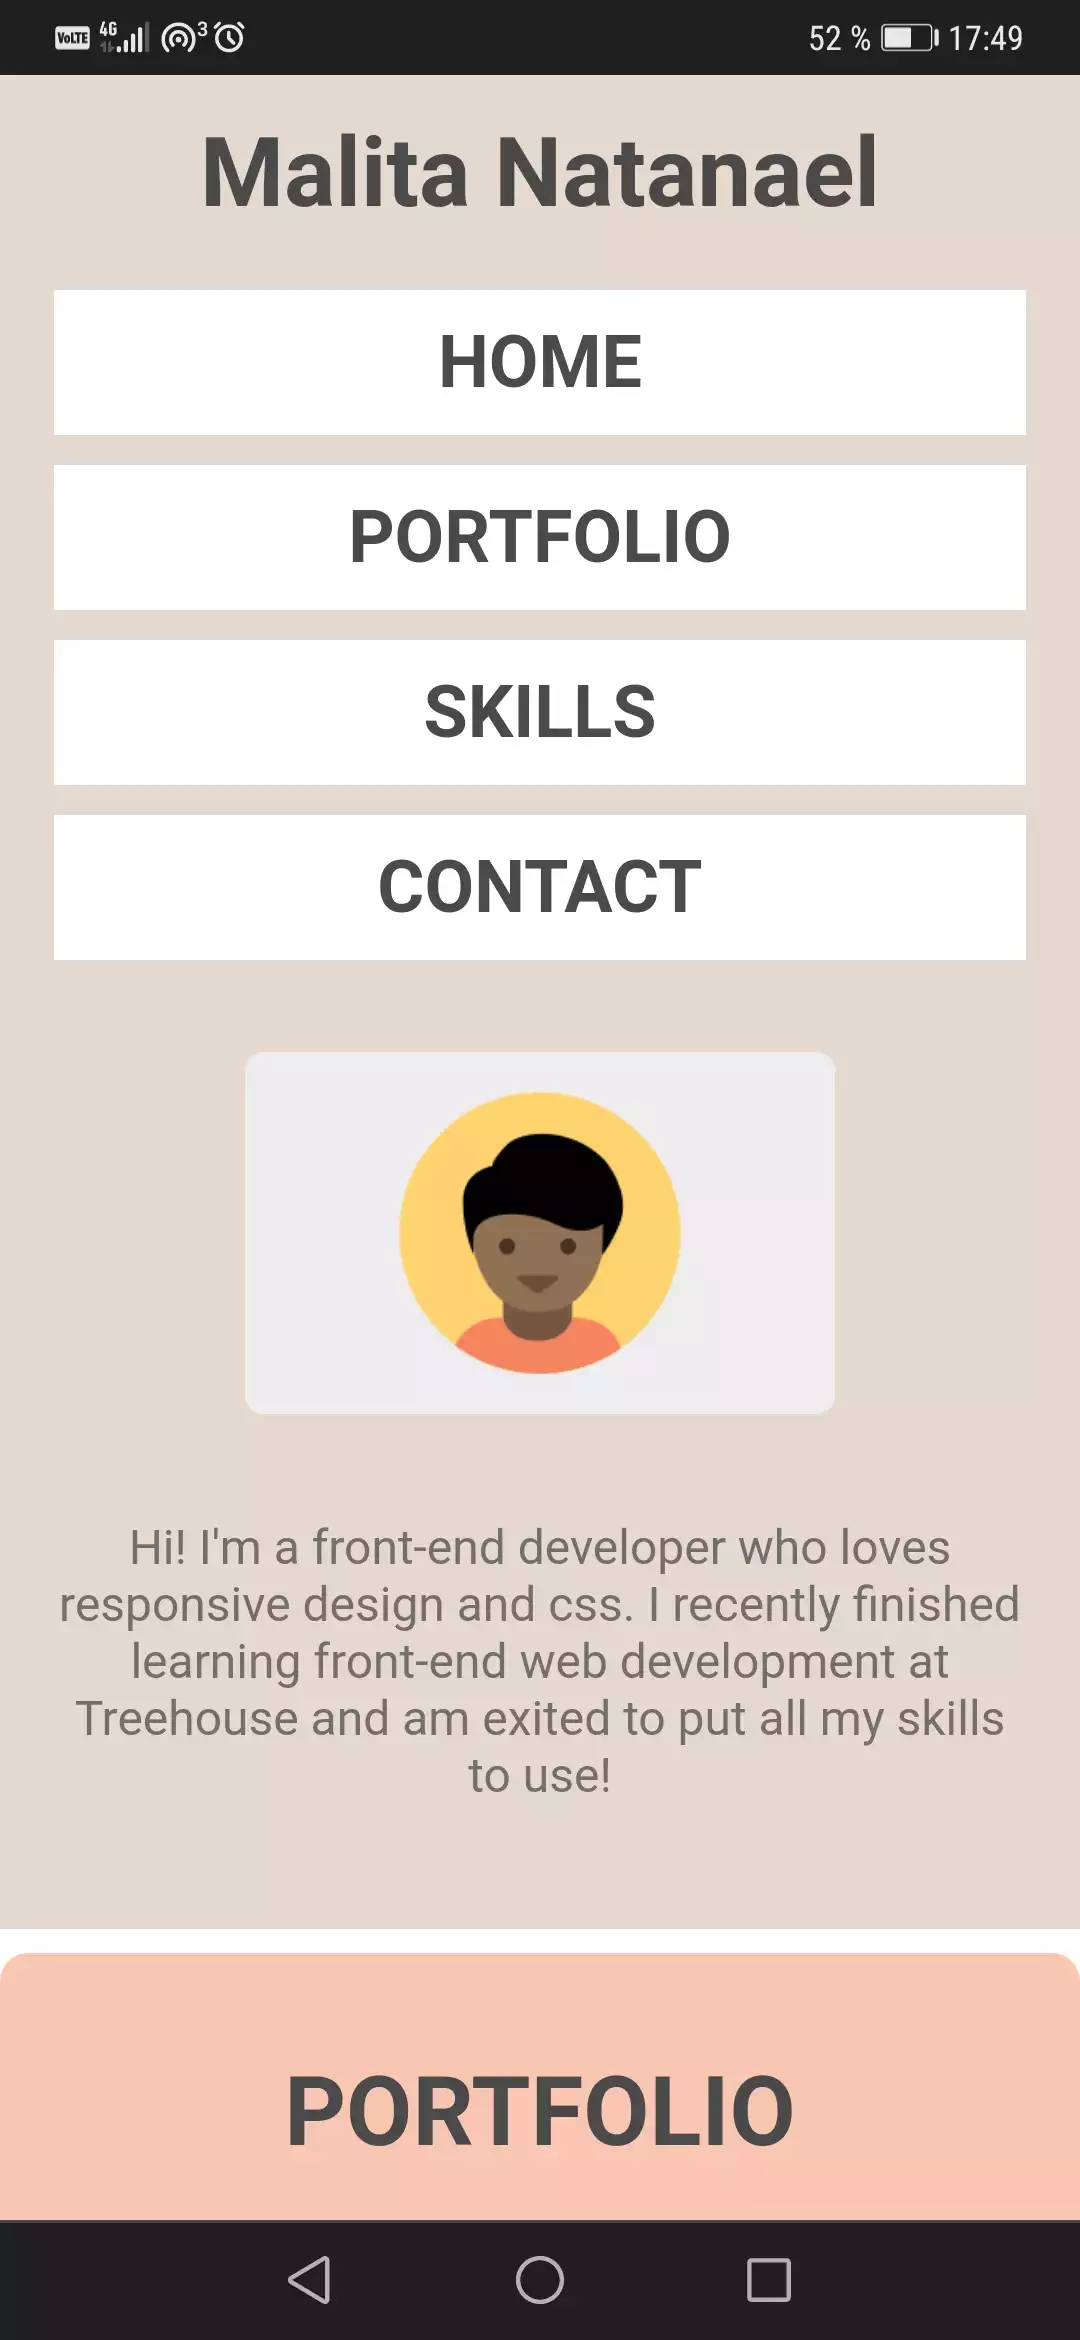 VoLTE 4G 3 52 % 17:49
Malita Natanael
HOME
PORTFOLIO
SKILLS
CONTACT
Hi! I'm a front-end developer who loves
responsive design and css. I recently finished
learning front-end web development at
Treehouse and am exited to put all my skills
to use!
PORTFOLIO